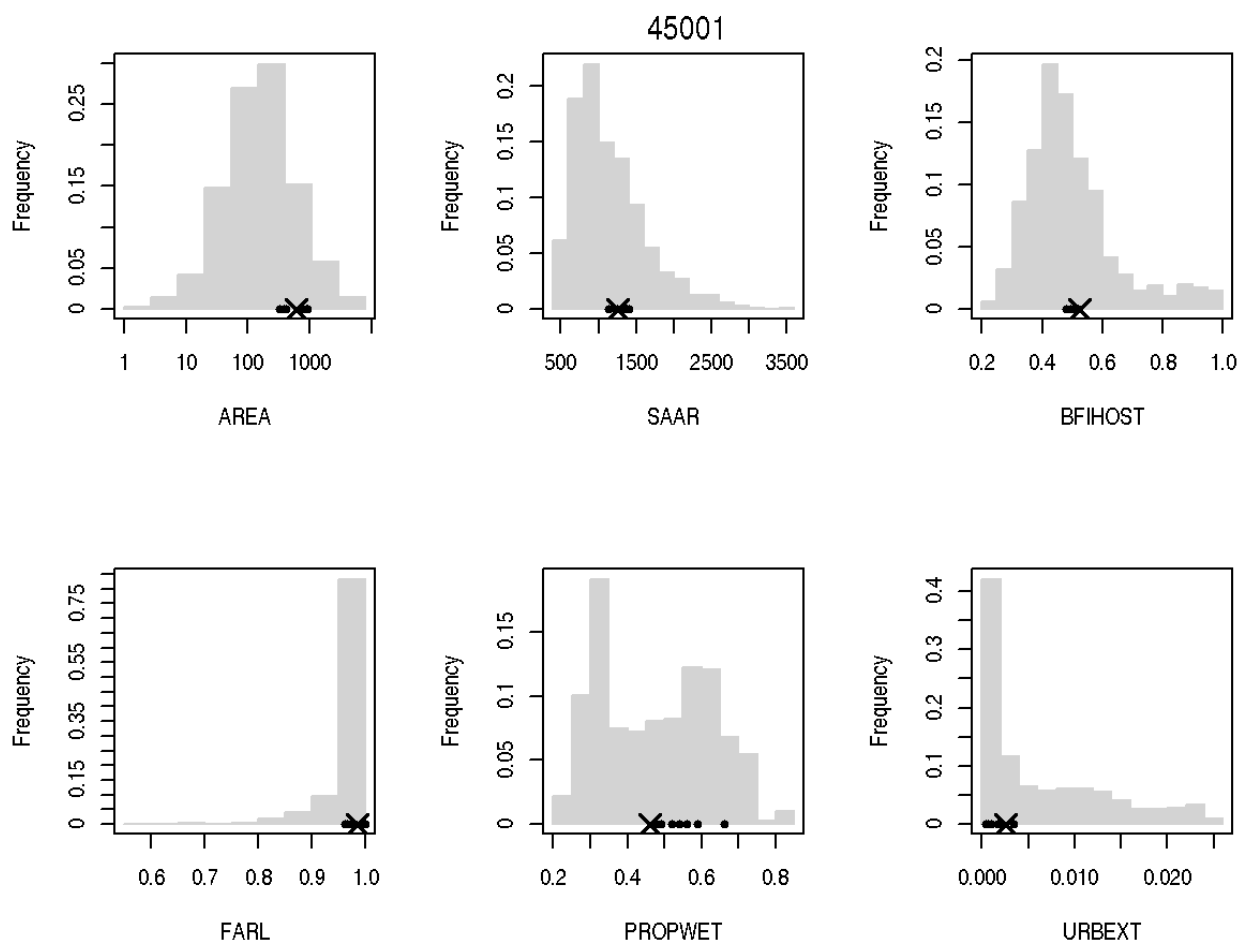 45001
Frequency
0 0.05 0.15 0.25
1 10 100 1000
AREA
Frequency
0 0.05 0.1 0.15 0.2
500 1500 2500 3500
SAAR
Frequency
0 0.05 0.1 0.15 0.2
0.2 0.4 0.6 0.8 1.0
BFIHOST
Frequency
0 0.15 0.35 0.55 0.75
0.6 0.7 0.8 0.9 1.0
FARL
Frequency
0 0.05 0.1 0.15
0.2 0.4 0.6 0.8
PROPWET
Frequency
0 0.1 0.2 0.3 0.4
0.000 0.010 0.020
URBEXT